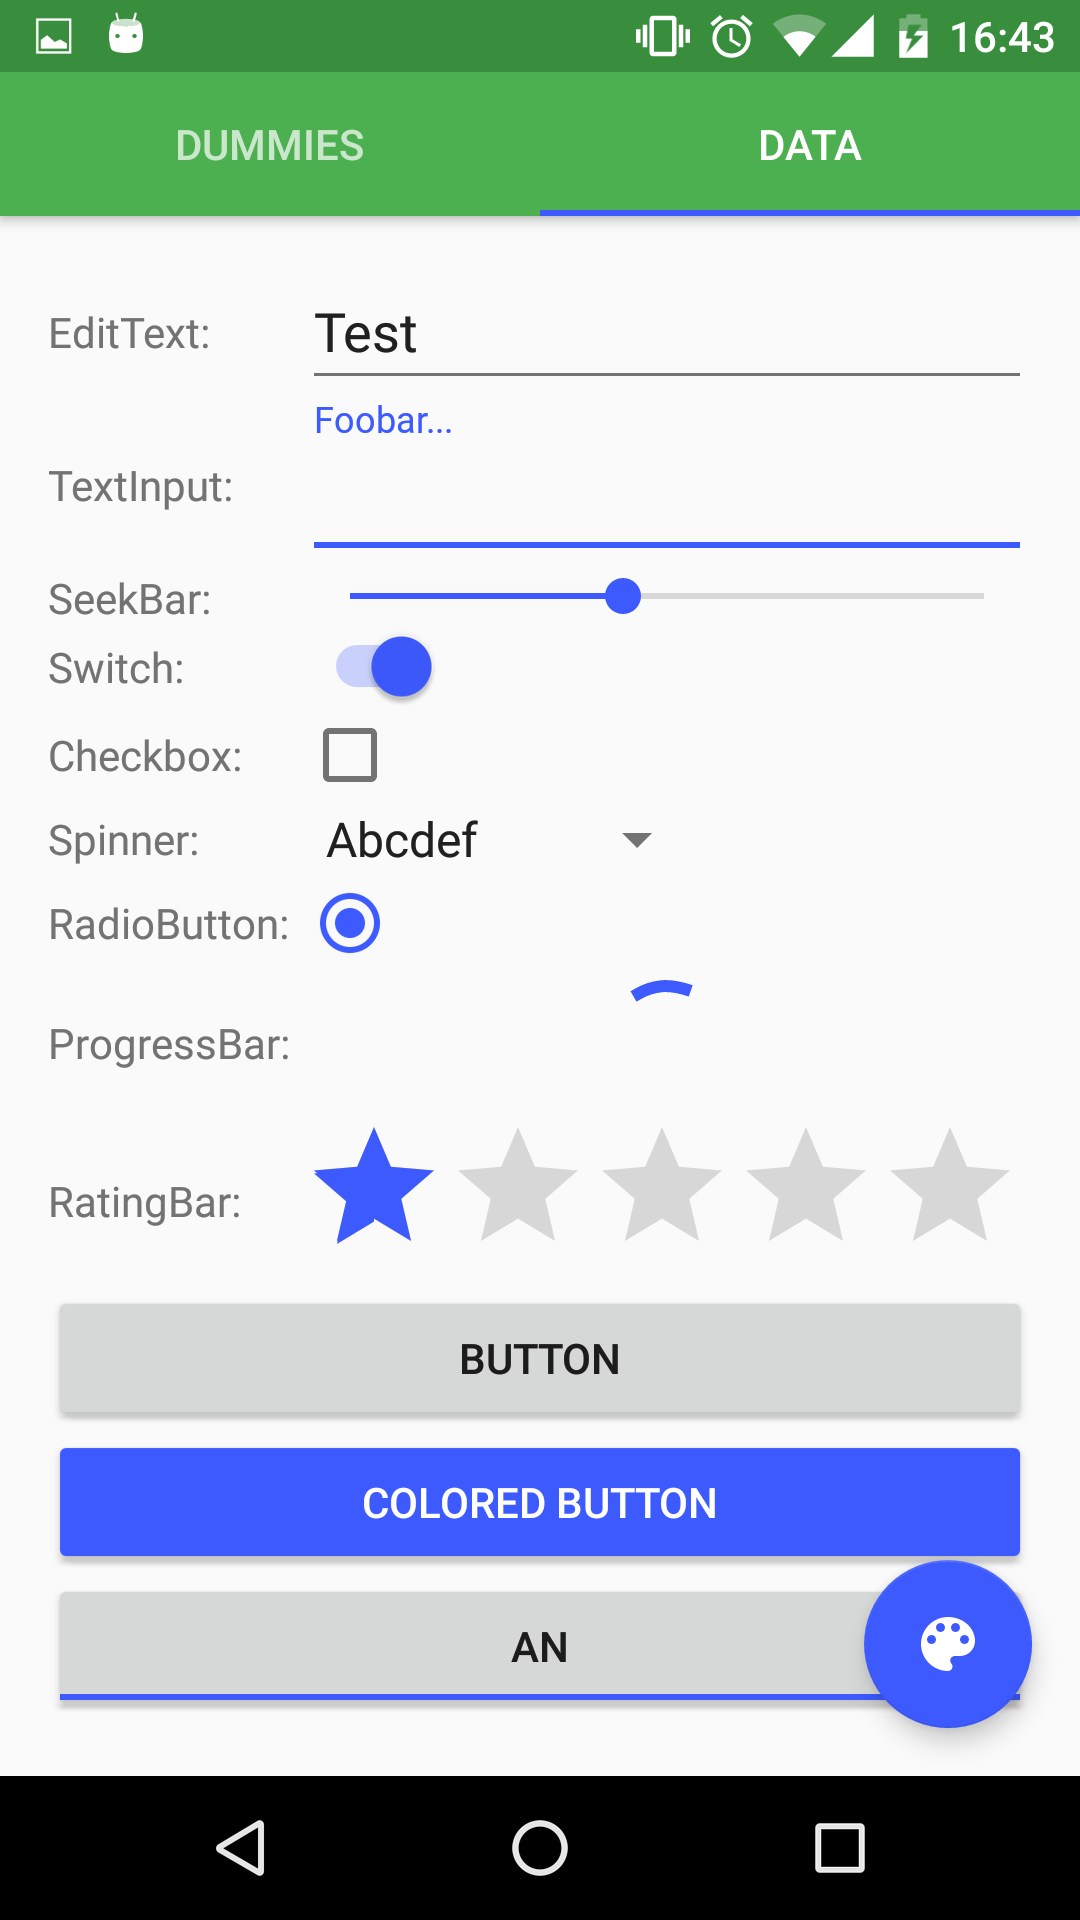 16:43
DUMMIES DATA
EditText: Test
Foobar...
TextInput:
SeekBar:
Switch:
Checkbox:
Spinner: Abcdef
RadioButton:
ProgressBar:
RatingBar:
BUTTON
COLORED BUTTON
AN